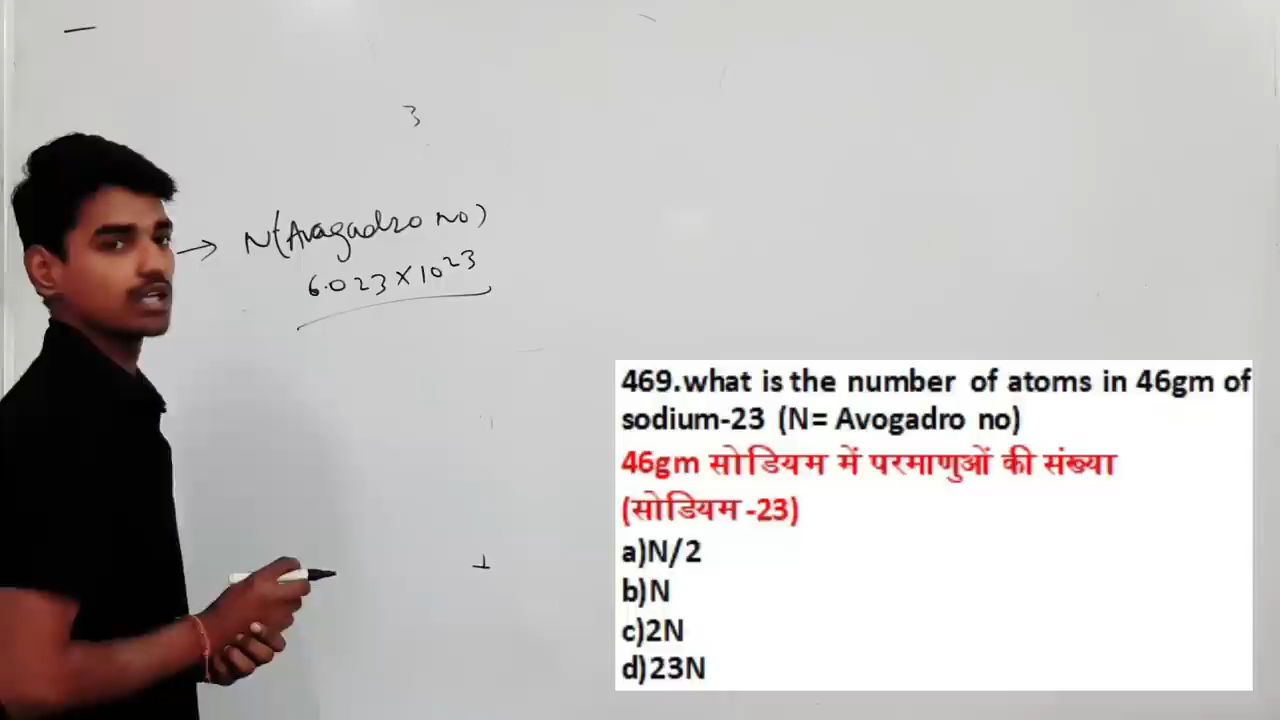 3
→ N(Avagadro no)
6.023×10²³
469.what is the number of atoms in 46gm of
sodium-23 (N= Avogadro no)
46gm सोडियम में परमाणुओं की संख्या
(सोडियम -23)
a)N/2
b)N
c)2N
d)23N